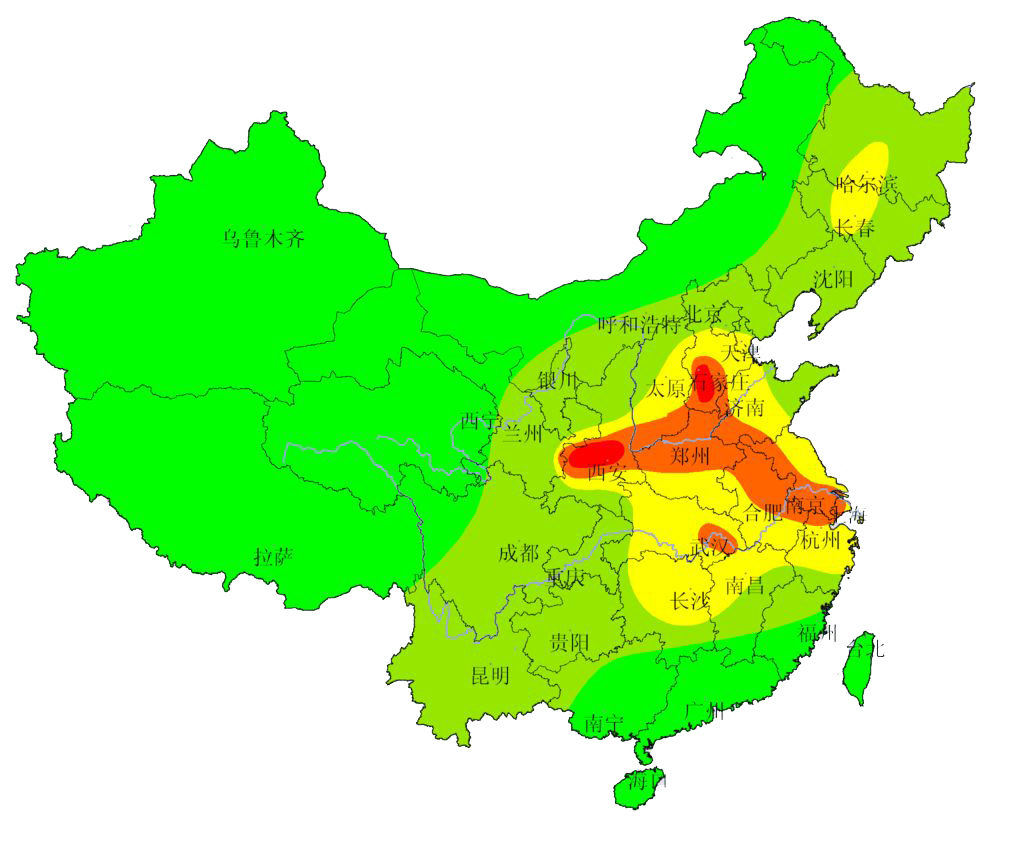 哈尔滨
长春
乌鲁木齐
沈阳
北京
呼和浩特
天津
银川
石家庄
太原
济南
西宁
兰州
郑州
西安
南京
合肥
上海
杭州
武汉
成都
拉萨
重庆
南昌
长沙
福州
贵阳
台北
昆明
广州
南宁
海口